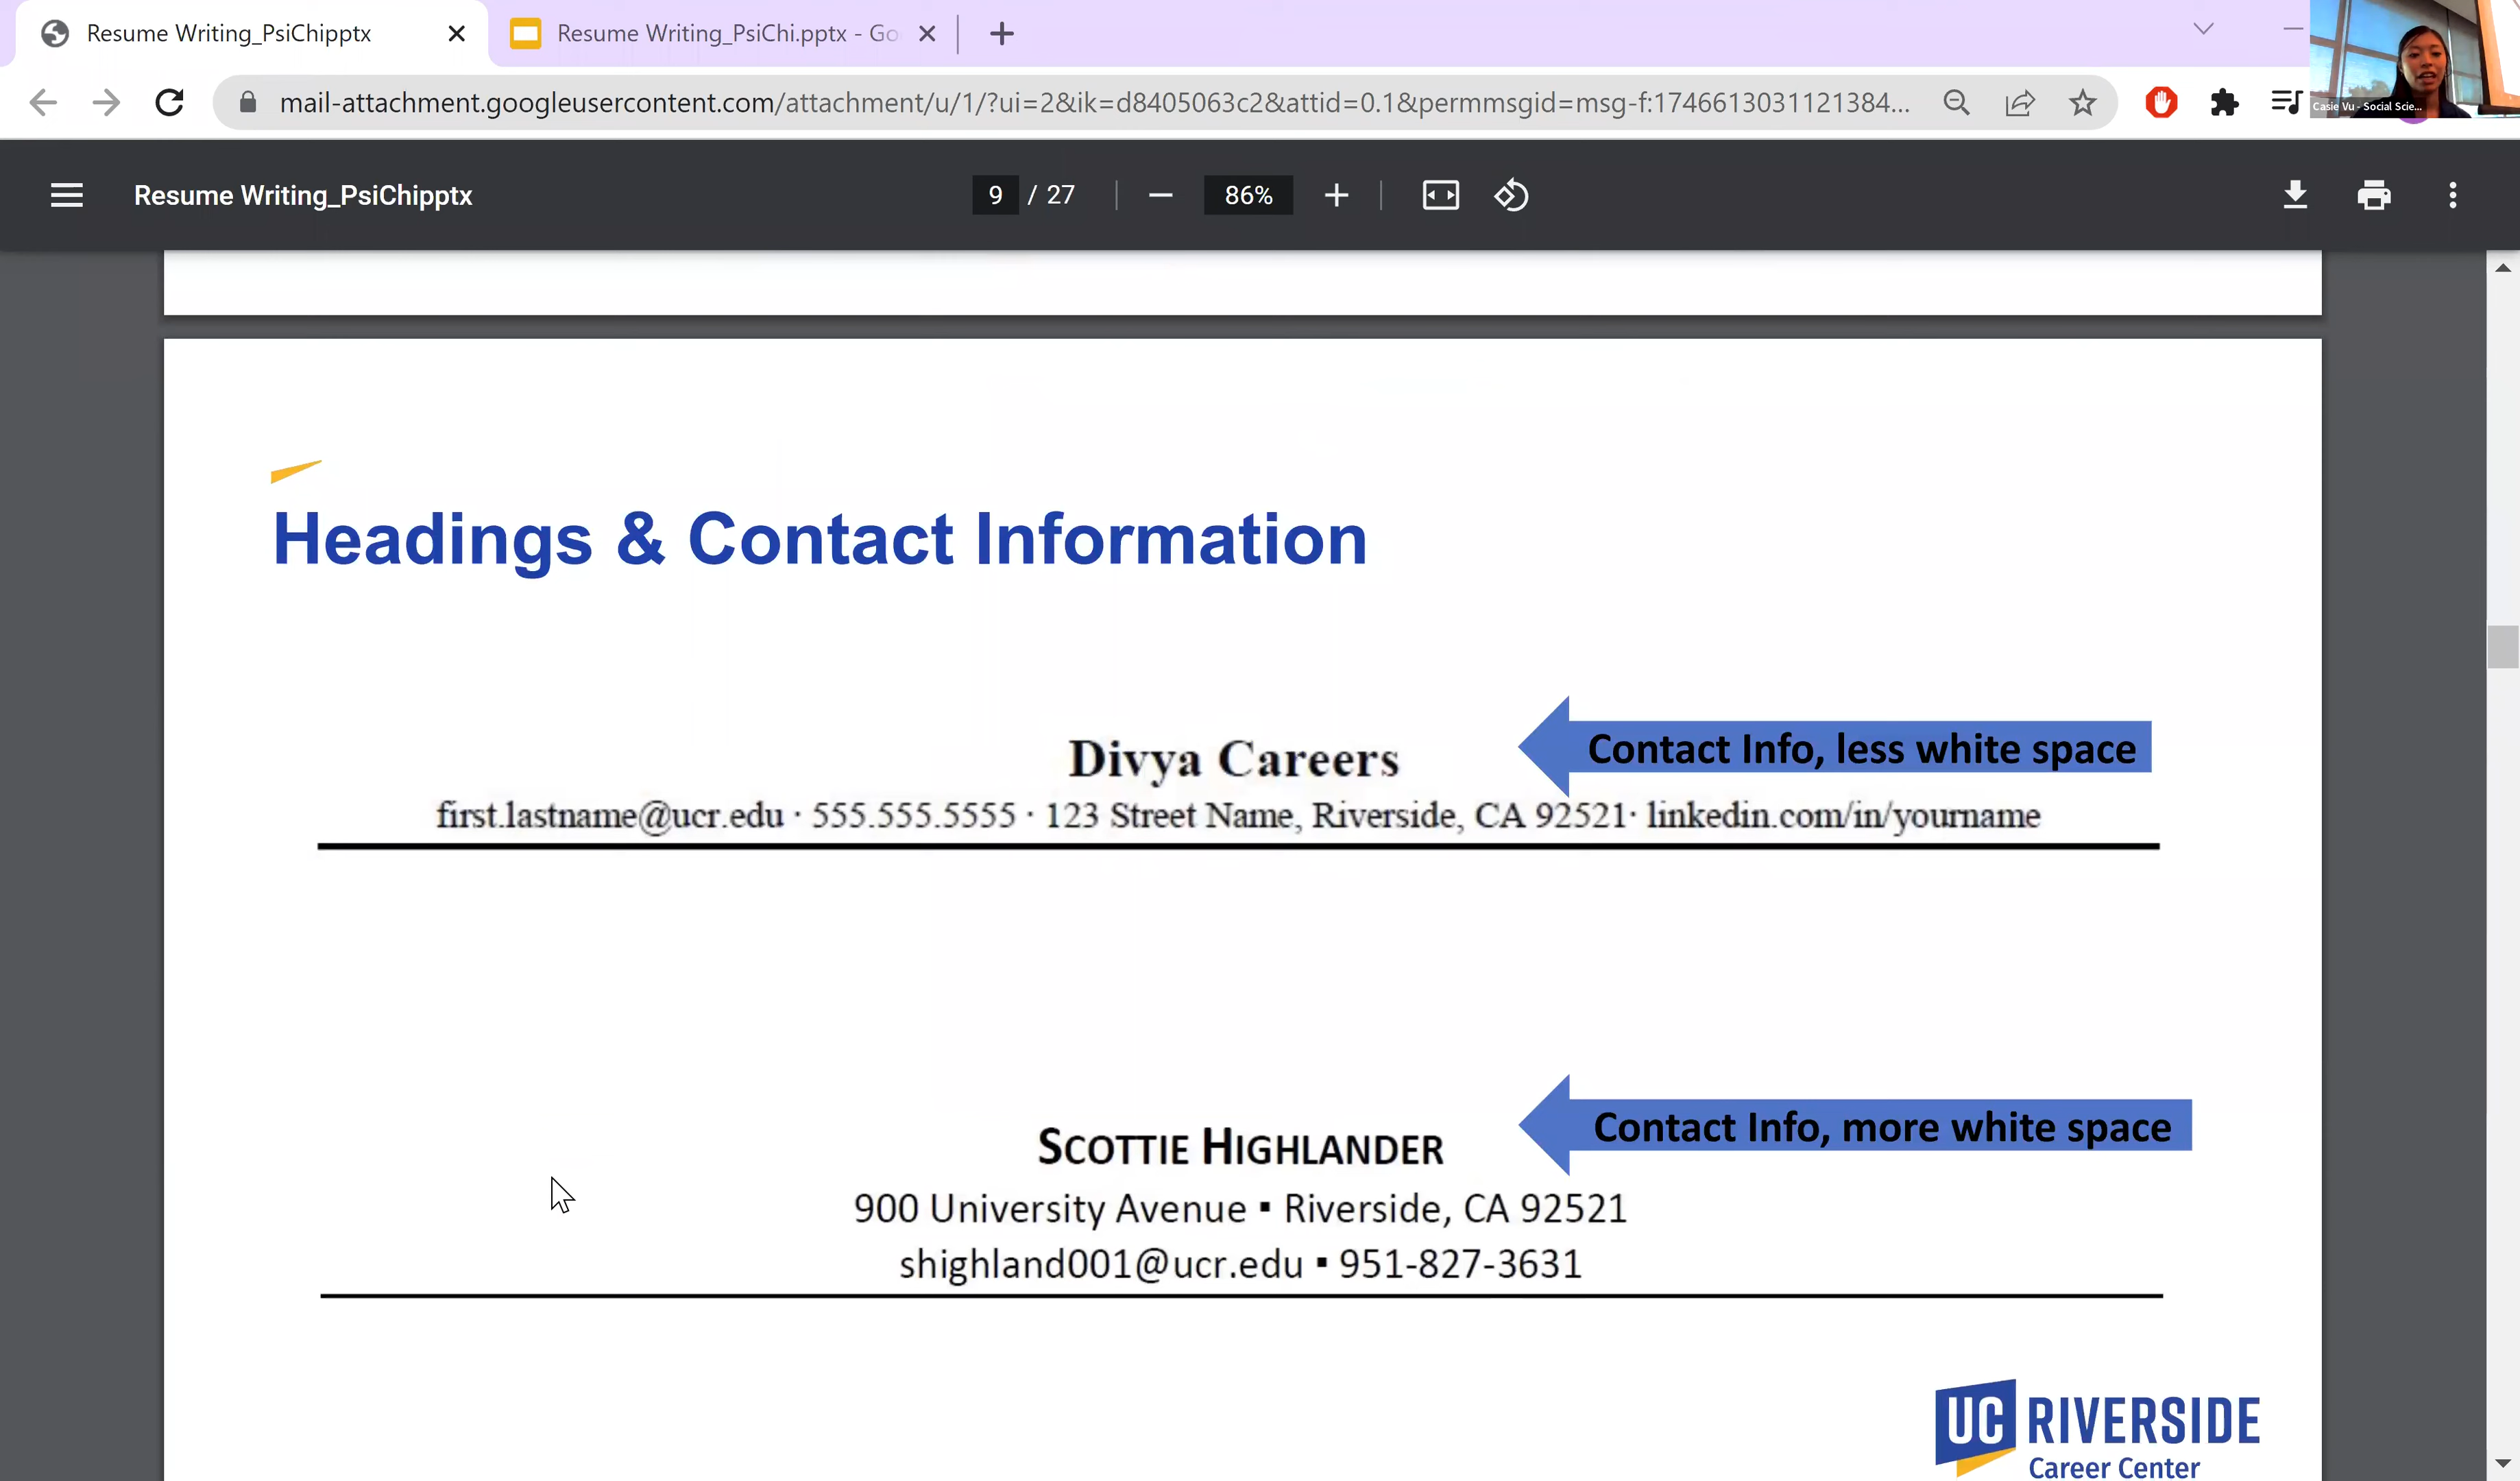 Resume Writing_PsiChipptx
Resume Writing_PsiChi.pptx - Go
mail-attachment.googleusercontent.com/attachment/u/1/?ui=2&ik=d8405063c2&attid=0.1&permmsgid=msg-f:1746613031121384...
Casie Vu - Social Scie...
Resume Writing_PsiChipptx
9 / 27
86%
Headings & Contact Information
Divya Careers
Contact Info, less white space
first.lastname@ucr.edu · 555.555.5555 · 123 Street Name, Riverside, CA 92521· linkedin.com/in/yourname
Contact Info, more white space
SCOTTIE HIGHLANDER
900 University Avenue ▪ Riverside, CA 92521
shighland001@ucr.edu ▪ 951-827-3631
UC RIVERSIDE
Career Center